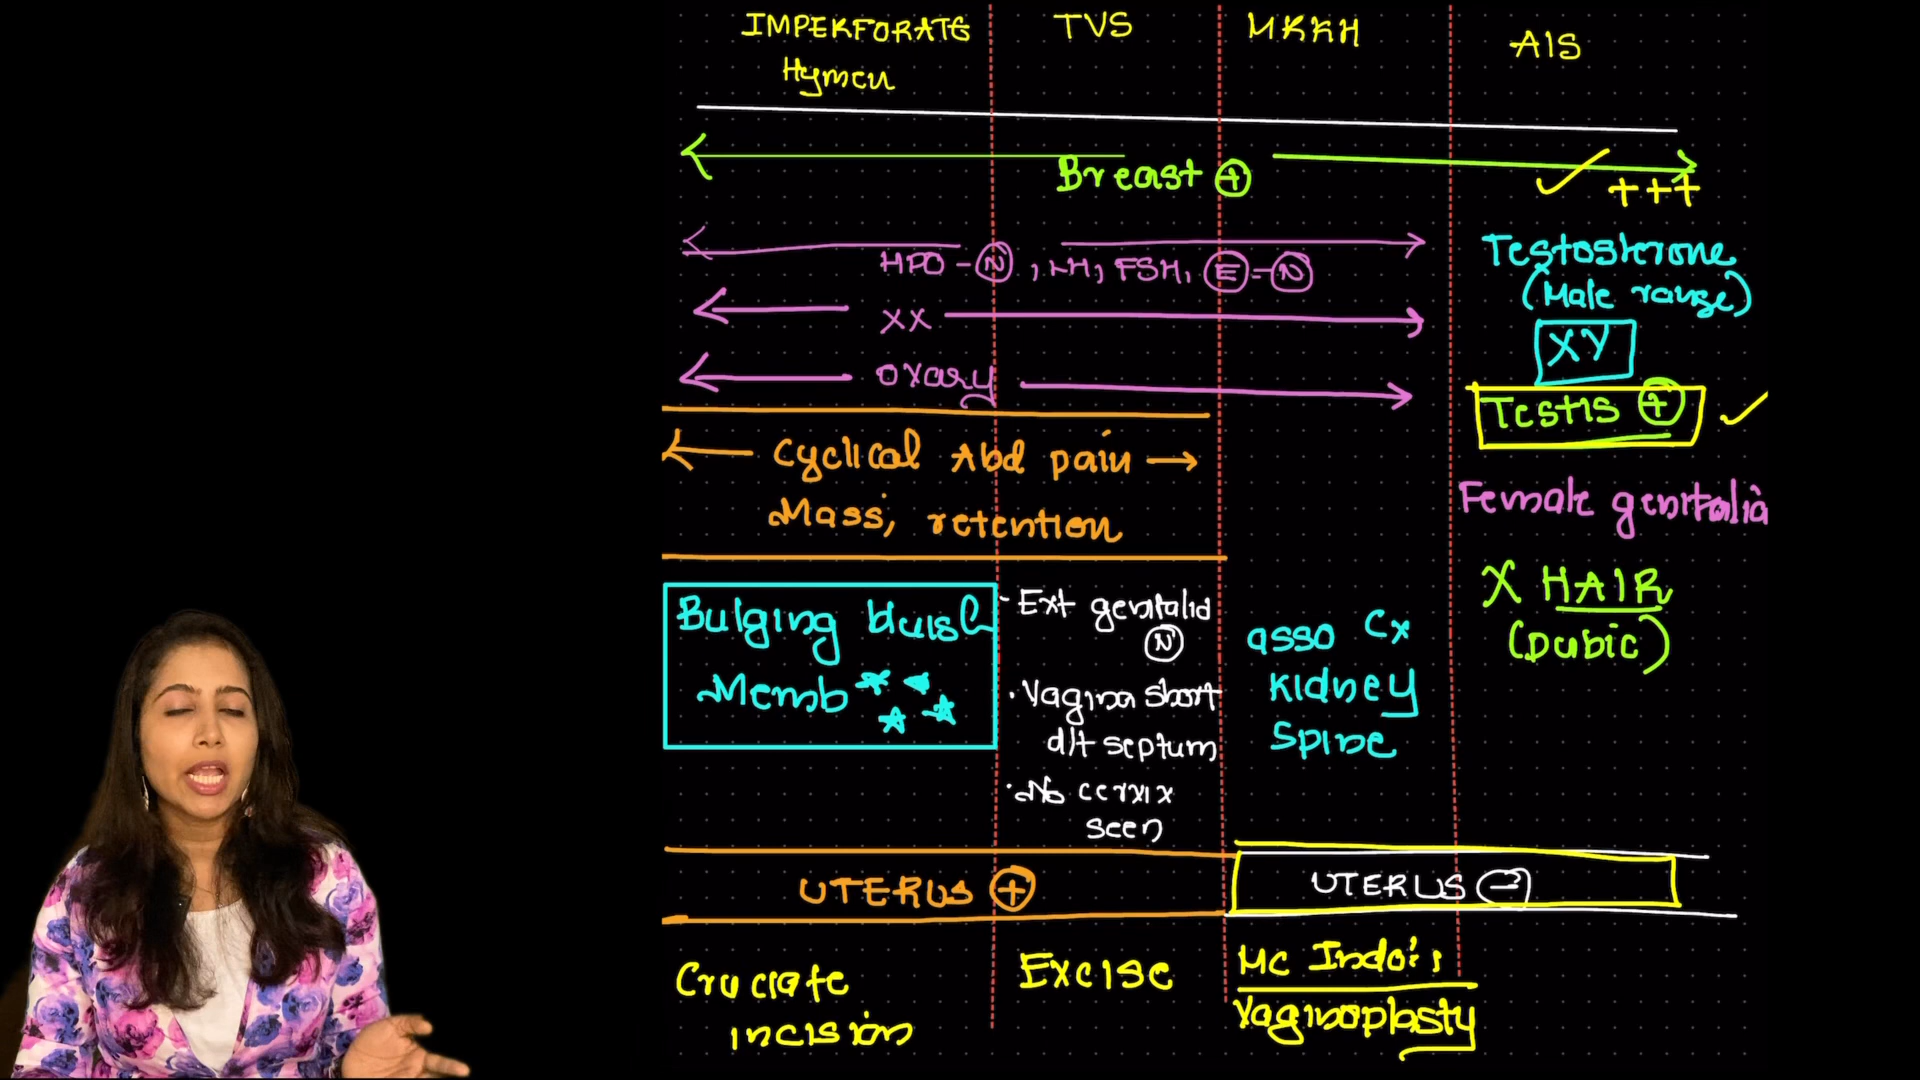 IMPERFORATE
Hymen
TVS
MRKH
AIS
Breast +
+++
HPO - N , LH, FSH, E = N
XX
ovary
Testosterone
(Male range)
XY
Testis +
Cyclical Abd pain
Mass, retention
Female genitalia
X HAIR
(pubic)
Bulging bluish
Memb
- Ext genitalia
N
· Vagina short
d/t septum
· No cervix
seen
asso Cx
Kidney
Spine
UTERUS +
UTERUS -
Cruciate
incision
Excise
Mc Indo's
Vaginoplasty